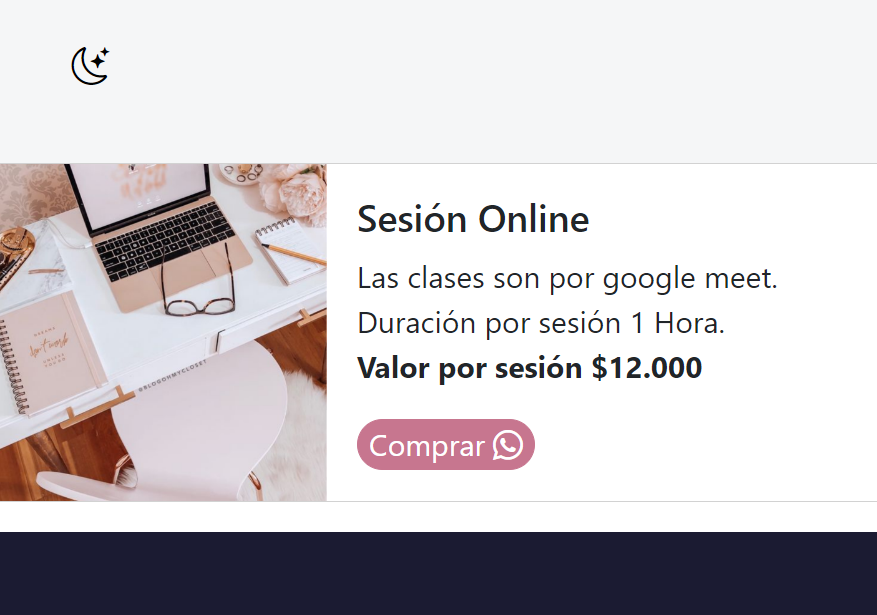 Sesión Online
Las clases son por google meet.
Duración por sesión 1 Hora.
Valor por sesión $12.000
Comprar
@BLOGOHMYCLOSET